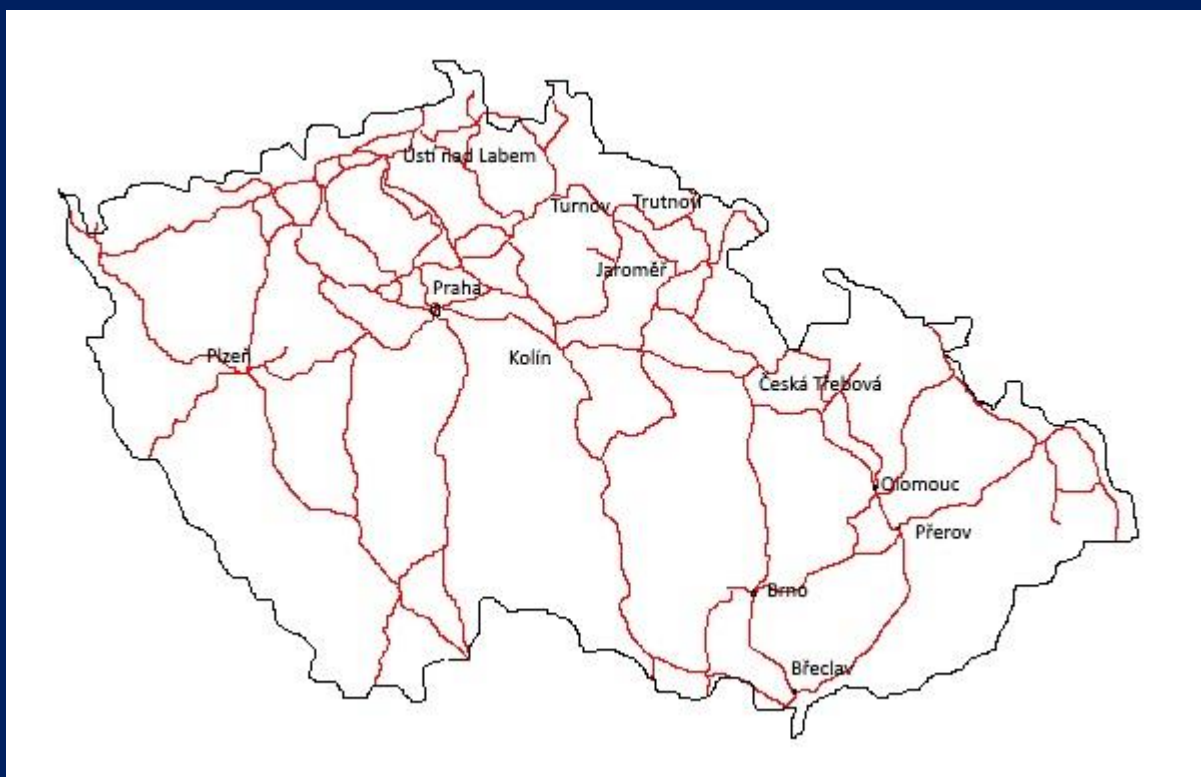 Ústí nad Labem
Turnov
Trutnov
Jaroměř
Praha
Plzeň
Kolín
Česká Třebová
Olomouc
Přerov
Brno
Břeclav